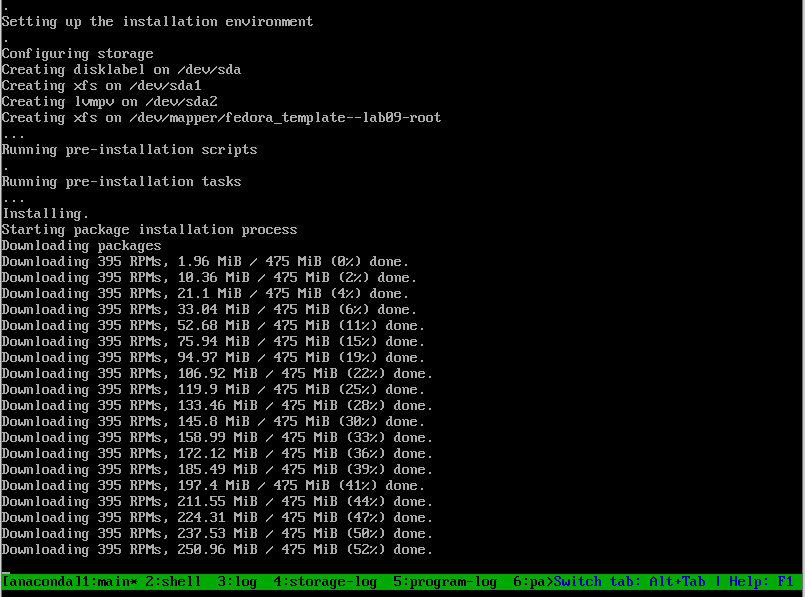 .
Setting up the installation environment
.
Configuring storage
Creating disklabel on /dev/sda
Creating xfs on /dev/sda1
Creating lvmpv on /dev/sda2
Creating xfs on /dev/mapper/fedora_template--lab09-root
...
Running pre-installation scripts
.
Running pre-installation tasks
...
Installing.
Starting package installation process
Downloading packages
Downloading 395 RPMs, 1.96 MiB / 475 MiB (0%) done.
Downloading 395 RPMs, 10.36 MiB / 475 MiB (2%) done.
Downloading 395 RPMs, 21.1 MiB / 475 MiB (4%) done.
Downloading 395 RPMs, 33.04 MiB / 475 MiB (6%) done.
Downloading 395 RPMs, 52.68 MiB / 475 MiB (11%) done.
Downloading 395 RPMs, 75.94 MiB / 475 MiB (15%) done.
Downloading 395 RPMs, 94.97 MiB / 475 MiB (19%) done.
Downloading 395 RPMs, 106.92 MiB / 475 MiB (22%) done.
Downloading 395 RPMs, 119.9 MiB / 475 MiB (25%) done.
Downloading 395 RPMs, 133.46 MiB / 475 MiB (28%) done.
Downloading 395 RPMs, 145.8 MiB / 475 MiB (30%) done.
Downloading 395 RPMs, 158.99 MiB / 475 MiB (33%) done.
Downloading 395 RPMs, 172.12 MiB / 475 MiB (36%) done.
Downloading 395 RPMs, 185.49 MiB / 475 MiB (39%) done.
Downloading 395 RPMs, 197.4 MiB / 475 MiB (41%) done.
Downloading 395 RPMs, 211.55 MiB / 475 MiB (44%) done.
Downloading 395 RPMs, 224.31 MiB / 475 MiB (47%) done.
Downloading 395 RPMs, 237.53 MiB / 475 MiB (50%) done.
Downloading 395 RPMs, 250.96 MiB / 475 MiB (52%) done.
[anaconda]1:main* 2:shell  3:log  4:storage-log  5:program-log  6:pa>Switch tab: Alt+Tab | Help: F1